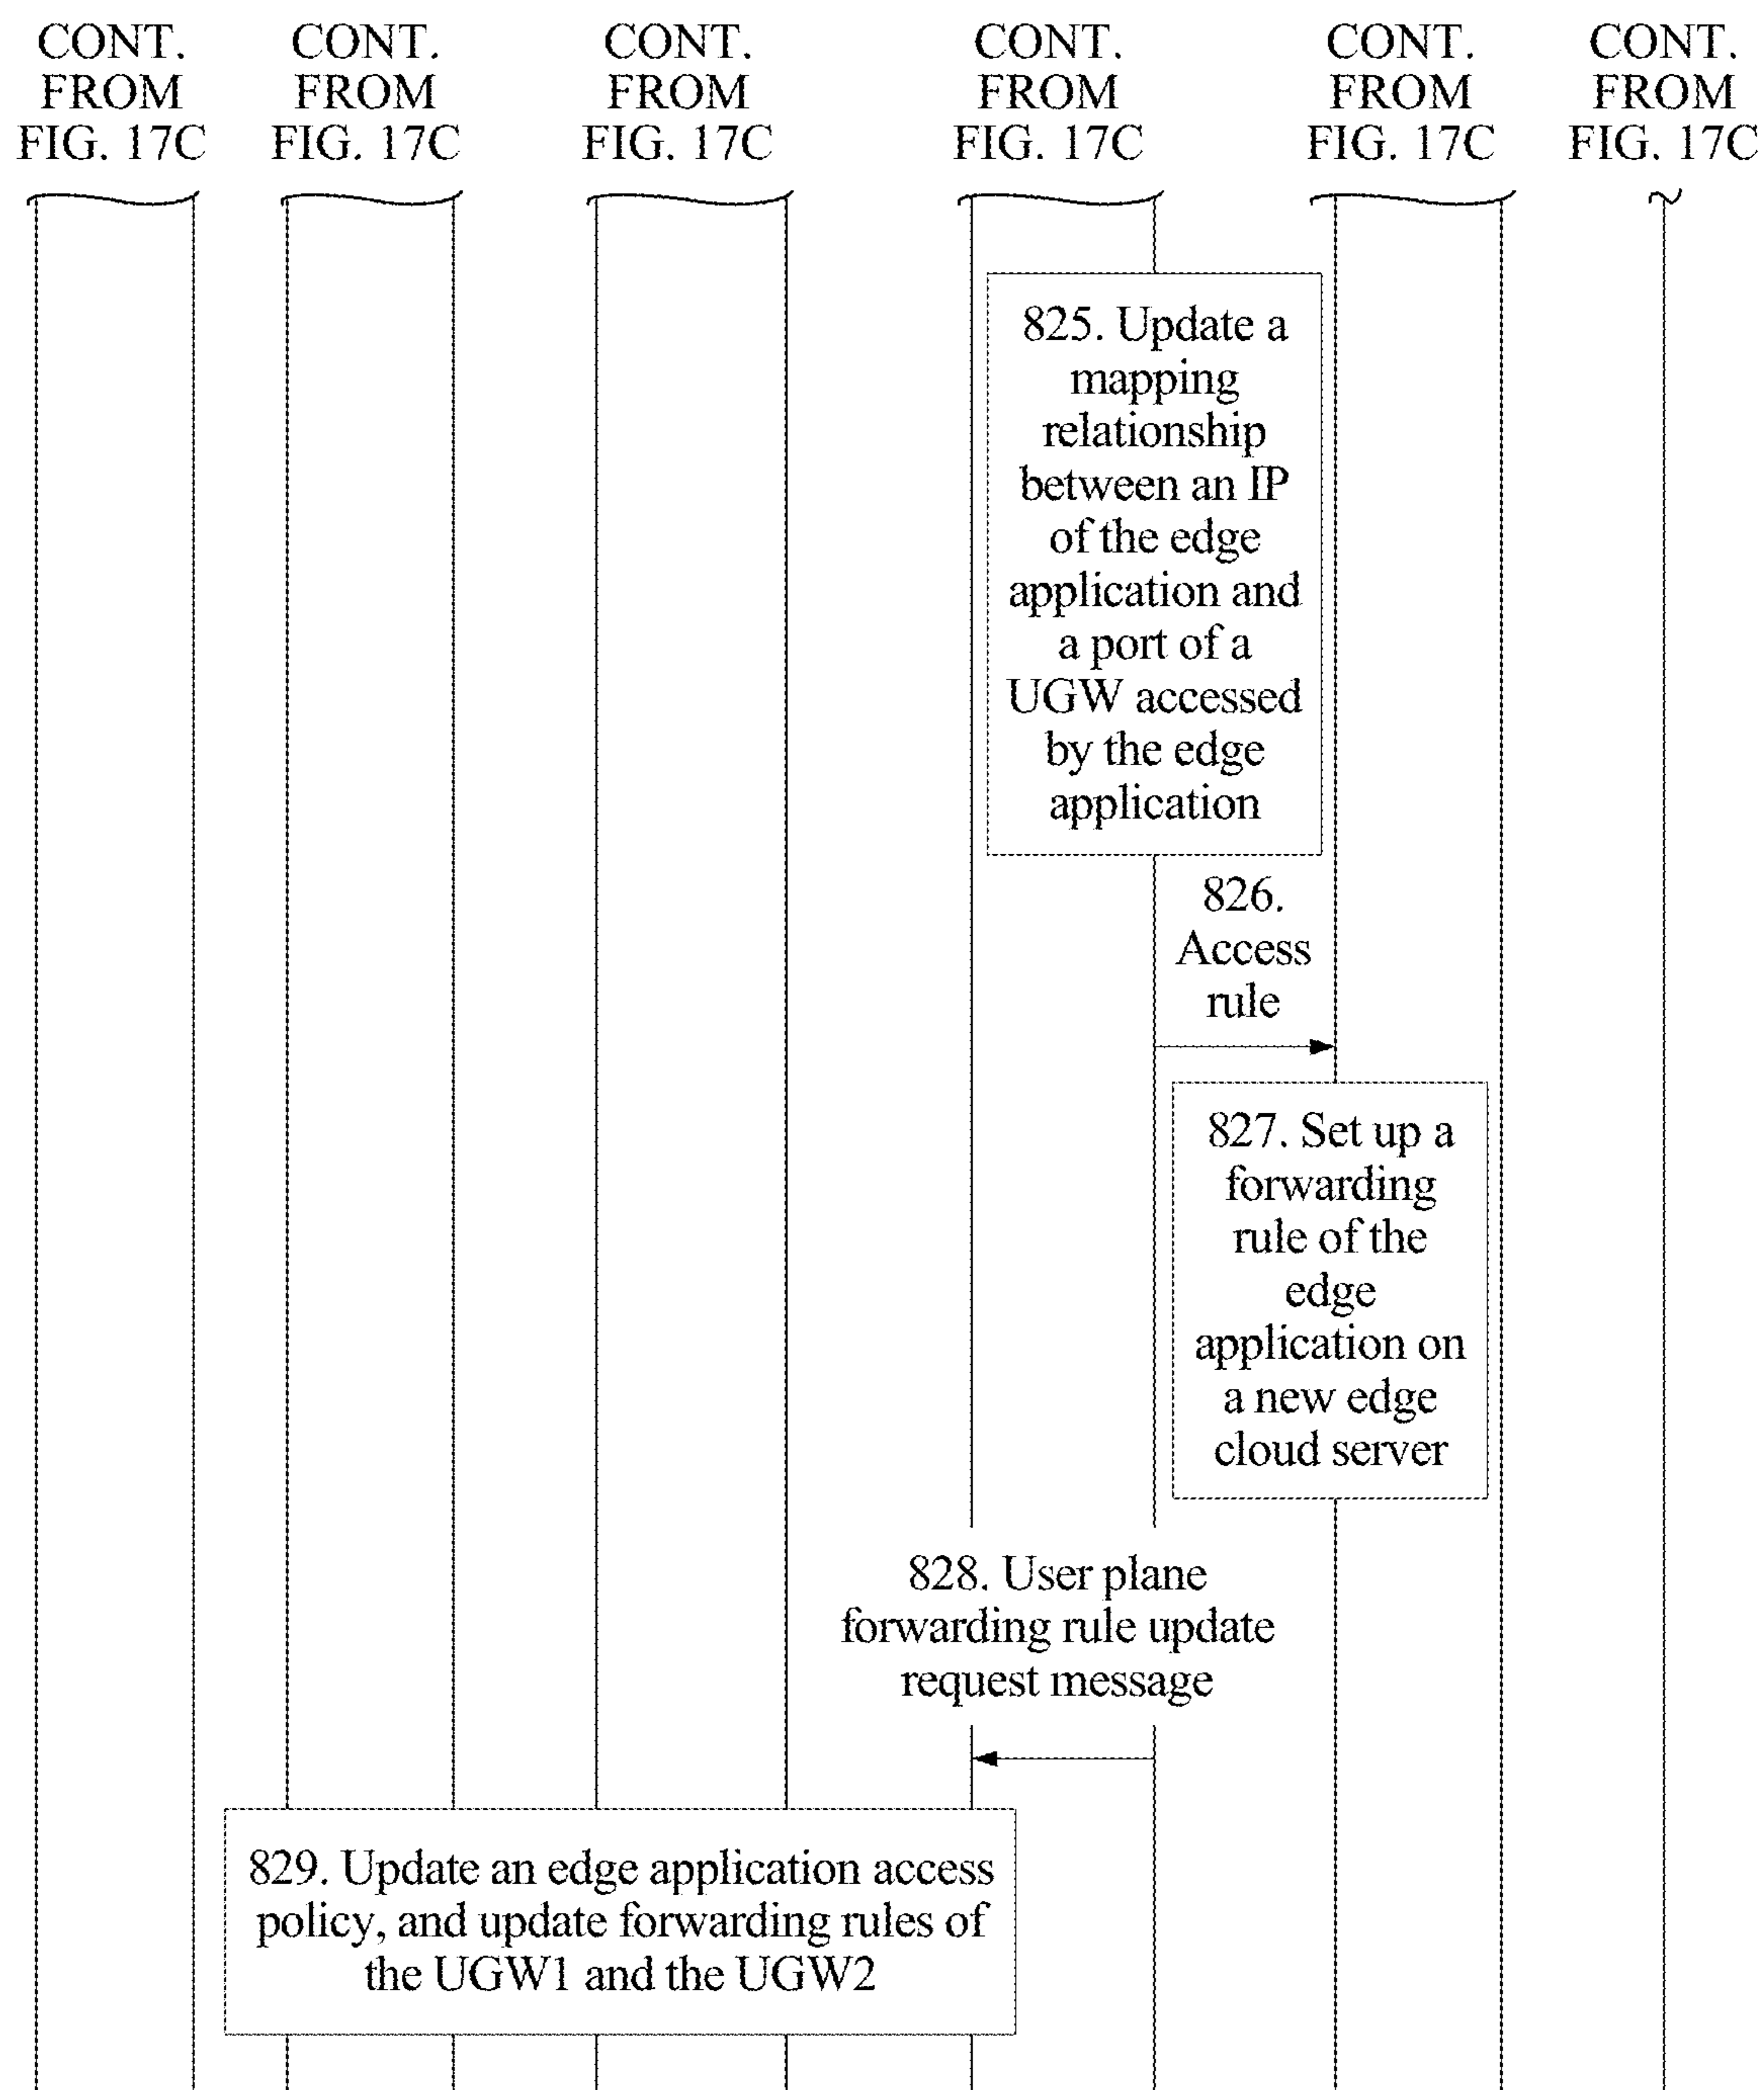 CONT.
FROM
FIG. 17C
CONT.
FROM
FIG. 17C
CONT.
FROM
FIG. 17C
CONT.
FROM
FIG. 17C
CONT.
FROM
FIG. 17C
CONT.
FROM
FIG. 17C
825. Update a
mapping
relationship
between an IP
of the edge
application and
a port of a
UGW accessed
by the edge
application
826.
Access
rule
827. Set up a
forwarding
rule of the
edge
application on
a new edge
cloud server
828. User plane
forwarding rule update
request message
829. Update an edge application access
policy, and update forwarding rules of
the UGW1 and the UGW2